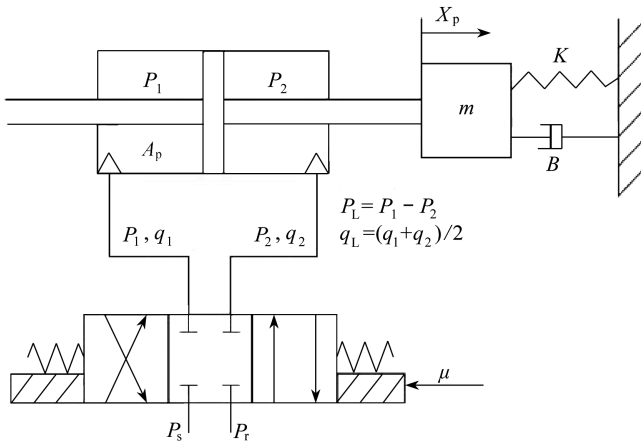 X_p
P_1
P_2
K
m
A_p
B
P_L = P_1 − P_2
q_L = (q_1 + q_2)/2
P_1, q_1
P_2, q_2
μ
P_s
P_r